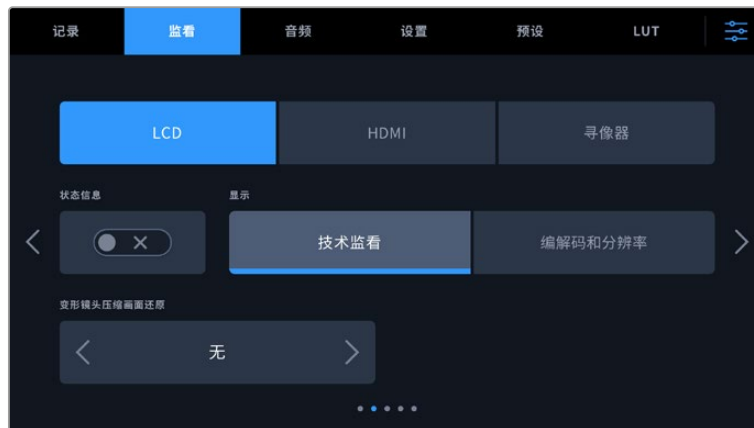 记录 监看 音频 设置 预设 LUT
LCD HDMI 寻像器
状态信息 显示
技术监看 编解码和分辨率
变形镜头压缩画面还原
无